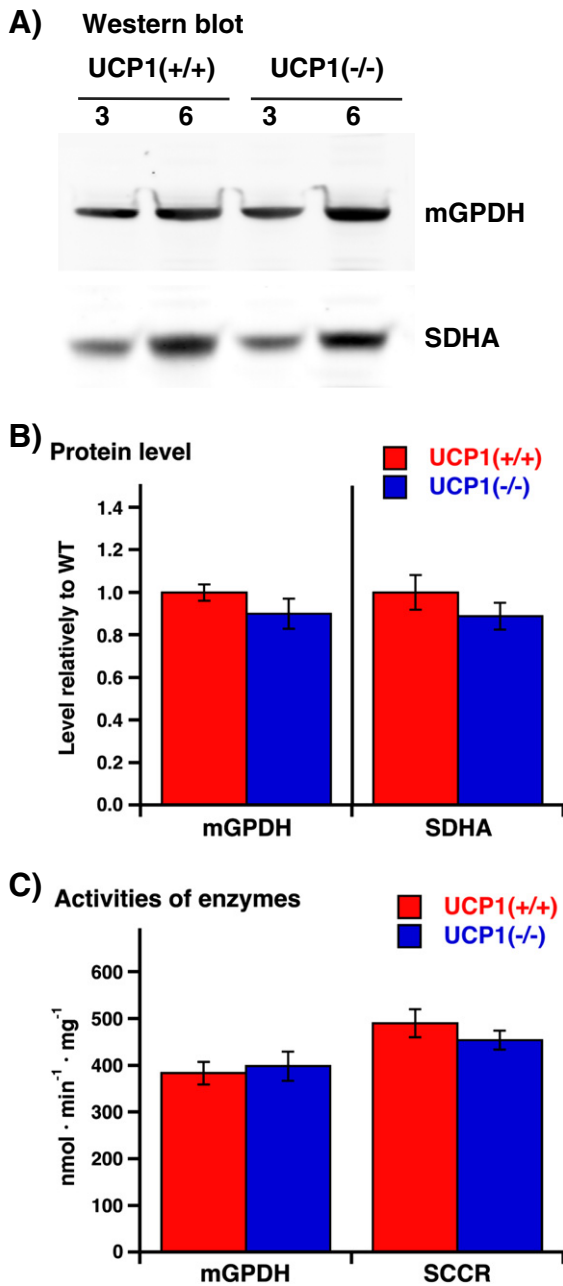 A) Western blot
UCP1(+/+) UCP1(-/-)
3 6 3 6
mGPDH
SDHA
B) Protein level
UCP1(+/+)
UCP1(-/-)
Level relatively to WT
1.4
1.2
1.0
0.8
0.6
0.4
0.2
0.0
mGPDH SDHA
C) Activities of enzymes
UCP1(+/+)
UCP1(-/-)
nmol · min⁻¹ · mg⁻¹
600
500
400
300
200
100
0
mGPDH SCCR